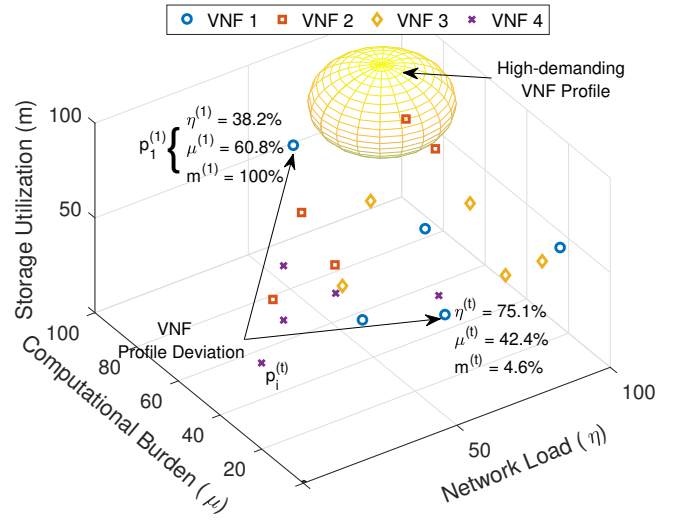 VNF 1 VNF 2 VNF 3 VNF 4
High-demanding
VNF Profile
η^(1) = 38.2%
p_1^(1) { μ^(1) = 60.8%
m^(1) = 100%
Storage Utilization (m)
100
50
VNF
Profile Deviation
p_i^(t)
η^(t) = 75.1%
μ^(t) = 42.4%
m^(t) = 4.6%
100
80
60
40
20
Computational Burden ( μ )
50
100
Network Load ( η )